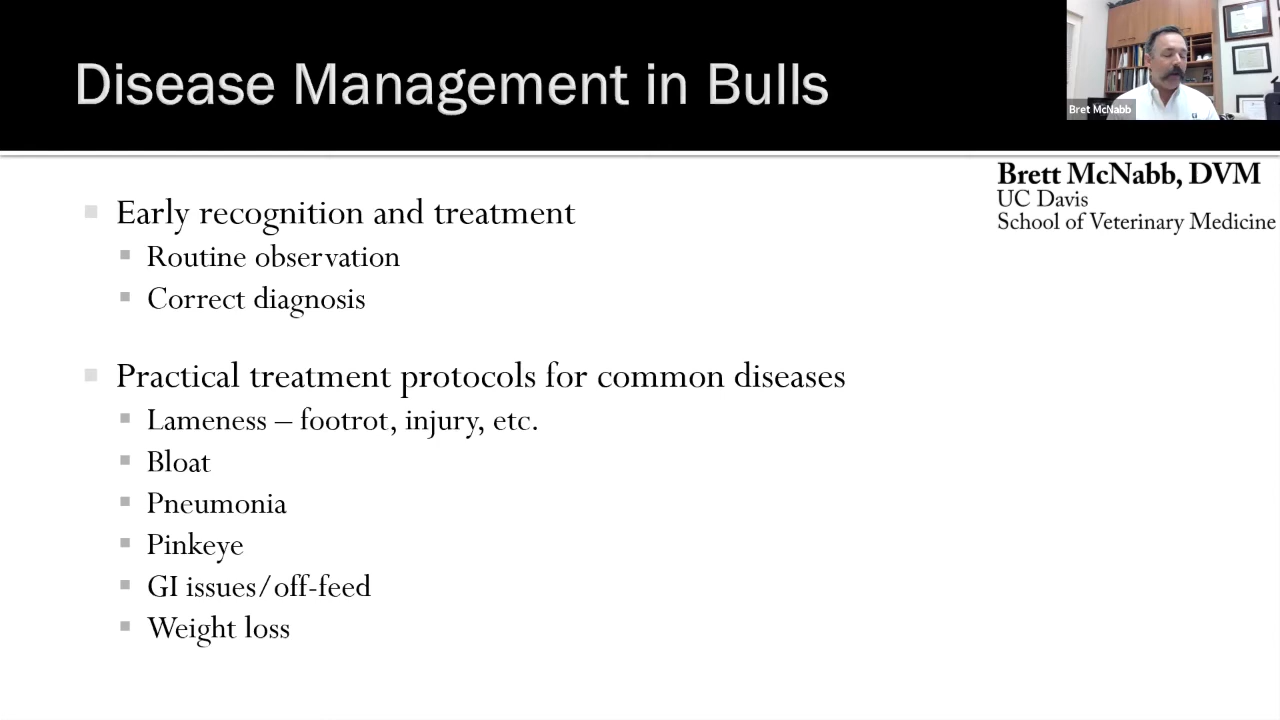 Disease Management in Bulls
Bret McNabb
Brett McNabb, DVM
UC Davis
School of Veterinary Medicine
Early recognition and treatment
Routine observation
Correct diagnosis
Practical treatment protocols for common diseases
Lameness – footrot, injury, etc.
Bloat
Pneumonia
Pinkeye
GI issues/off-feed
Weight loss